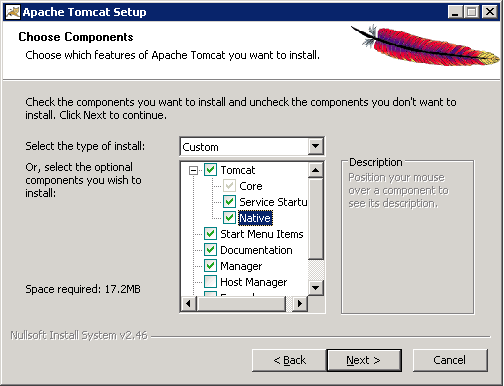 Apache Tomcat Setup
Choose Components
Choose which features of Apache Tomcat you want to install.
Check the components you want to install and uncheck the components you don't want to
install. Click Next to continue.
Select the type of install:
Custom
Or, select the optional
components you wish to
install:
Tomcat
Core
Service Startu
Native
Start Menu Items
Documentation
Manager
Host Manager
Description
Position your mouse
over a component to
see its description.
Space required: 17.2MB
Nullsoft Install System v2.46
< Back
Next >
Cancel